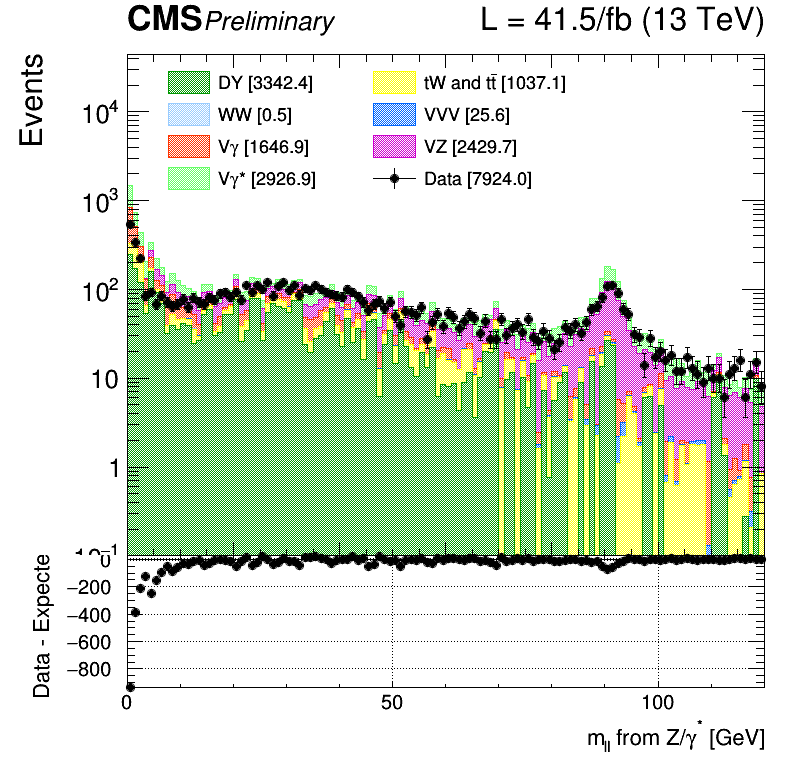 CMS Preliminary L = 41.5/fb (13 TeV)
Events
DY [3342.4]
tW and tt̄ [1037.1]
WW [0.5]
VVV [25.6]
Vγ [1646.9]
VZ [2429.7]
Vγ* [2926.9]
Data [7924.0]
10⁴
10³
10²
10
1
Data - Expecte
0
−200
−400
−600
−800
0 50 100
m_ll from Z/γ* [GeV]